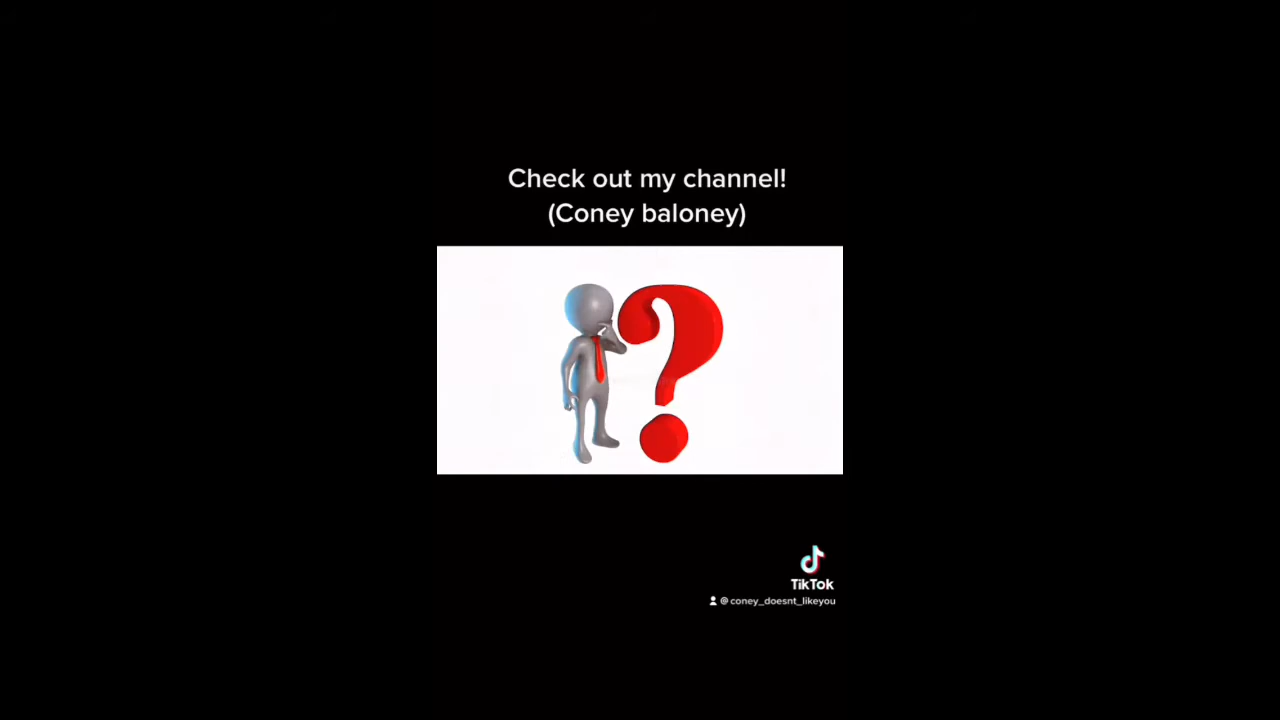 Check out my channel!
(Coney baloney)
?
TikTok
@coney_doesnt_likeyou